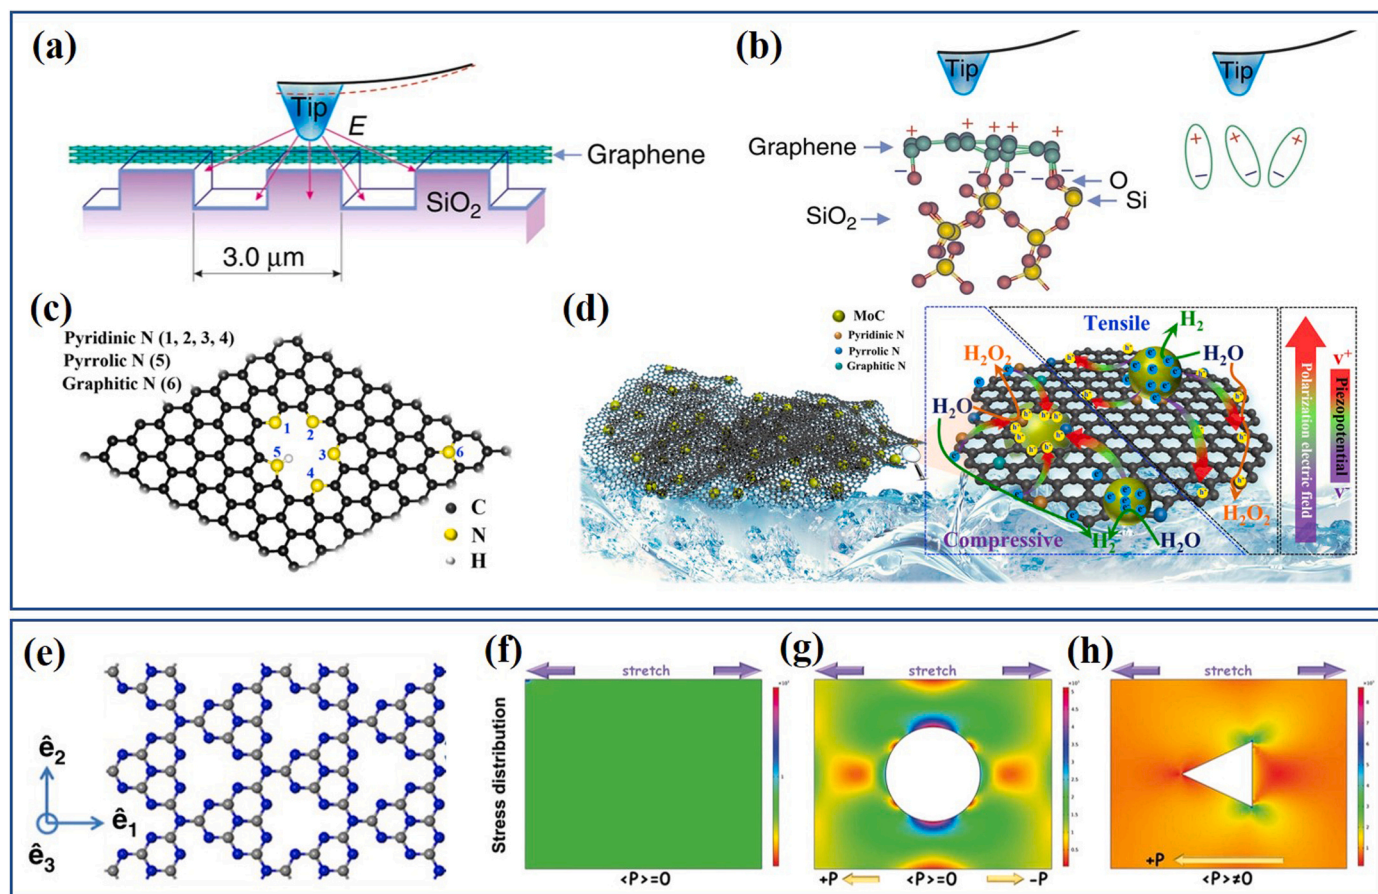 (a)
Tip
E
Graphene
SiO2
3.0 μm
(b)
Tip
Tip
Graphene
+ + + + +
− − − −
O
Si
SiO2
+ + +
− − −
(c)
Pyridinic N (1, 2, 3, 4)
Pyrrolic N (5)
Graphitic N (6)
1 2
3
4
5
6
C
N
H
(d)
MoC
Pyridinic N
Pyrrolic N
Graphitic N
Tensile
H2
H2O2
H2O
H2O
H2O2
Compressive
H2
H2O
Polarization electric field
V+
Piezopotential
V-
(e)
ê2
ê1
ê3
(f)
stretch
Stress distribution
<P>=0
(g)
stretch
+P
<P>=0
-P
(h)
stretch
+P
<P>≠0